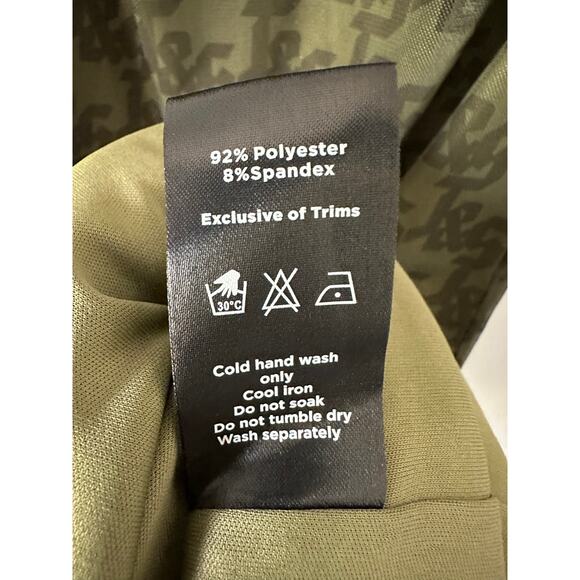 92% Polyester
8%Spandex
Exclusive of Trims
30°C
Cold hand wash
only
Cool iron
Do not soak
Do not tumble dry
Wash separately